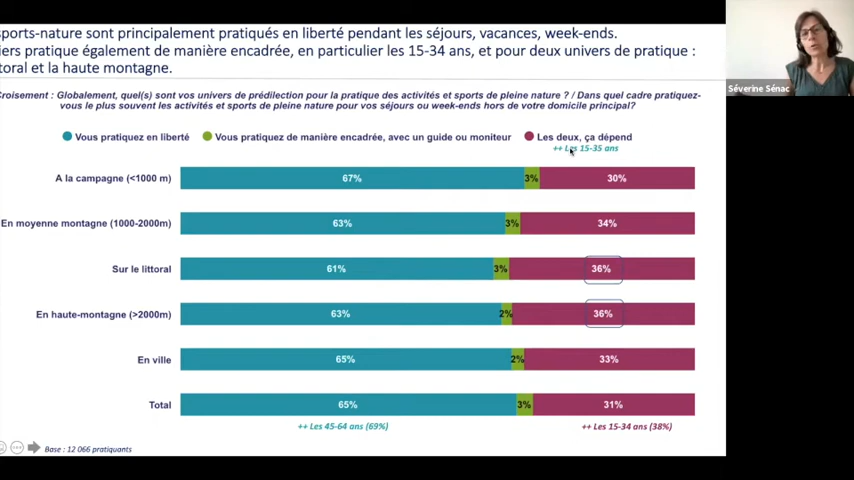 sports-nature sont principalement pratiqués en liberté pendant les séjours, vacances, week-ends.
iers pratique également de manière encadrée, en particulier les 15-34 ans, et pour deux univers de pratique :
toral et la haute montagne.
Séverine Sénac
Croisement : Globalement, quel(s) sont vos univers de prédilection pour la pratique des activités et sports de pleine nature ? / Dans quel cadre pratiquez-
vous le plus souvent les activités et sports de pleine nature pour vos séjours ou week-ends hors de votre domicile principal?
Vous pratiquez en liberté Vous pratiquez de manière encadrée, avec un guide ou moniteur Les deux, ça dépend
++ Les 15-35 ans
A la campagne (<1000 m) 67% 3% 30%
En moyenne montagne (1000-2000m) 63% 3% 34%
Sur le littoral 61% 3% 36%
En haute-montagne (>2000m) 63% 2% 36%
En ville 65% 2% 33%
Total 65% 3% 31%
++ Les 45-64 ans (69%) ++ Les 15-34 ans (38%)
Base : 12 066 pratiquants